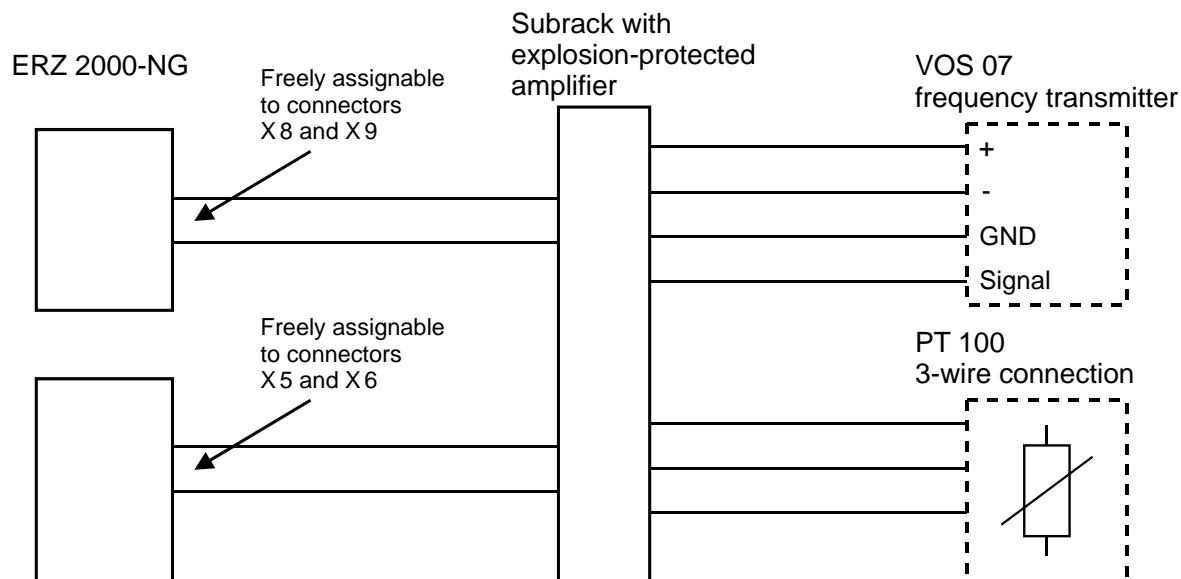 ERZ 2000-NG
Freely assignable
to connectors
X 8 and X 9
Subrack with
explosion-protected
amplifier
VOS 07
frequency transmitter
+
-
GND
Signal
Freely assignable
to connectors
X 5 and X 6
PT 100
3-wire connection